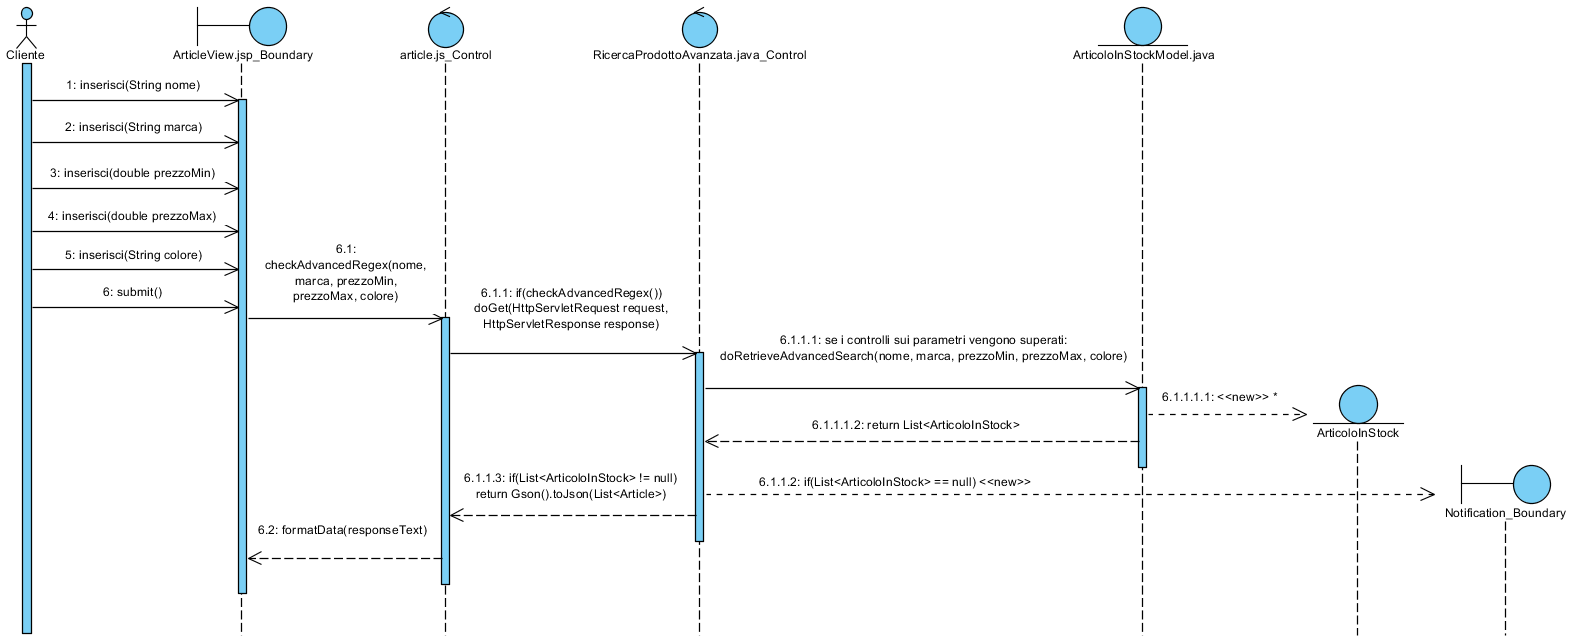 Cliente
ArticleView.jsp_Boundary
article.js_Control
RicercaProdottoAvanzata.java_Control
ArticoloInStockModel.java
1: inserisci(String nome)
2: inserisci(String marca)
3: inserisci(double prezzoMin)
4: inserisci(double prezzoMax)
5: inserisci(String colore)
6: submit()
6.1:
checkAdvancedRegex(nome,
marca, prezzoMin,
prezzoMax, colore)
6.1.1: if(checkAdvancedRegex())
doGet(HttpServletRequest request,
HttpServletResponse response)
6.1.1.1: se i controlli sui parametri vengono superati:
doRetrieveAdvancedSearch(nome, marca, prezzoMin, prezzoMax, colore)
6.1.1.1.1: <<new>> *
ArticoloInStock
6.1.1.1.2: return List<ArticoloInStock>
6.1.1.3: if(List<ArticoloInStock> != null)
return Gson().toJson(List<Article>)
6.1.1.2: if(List<ArticoloInStock> == null) <<new>>
Notification_Boundary
6.2: formatData(responseText)